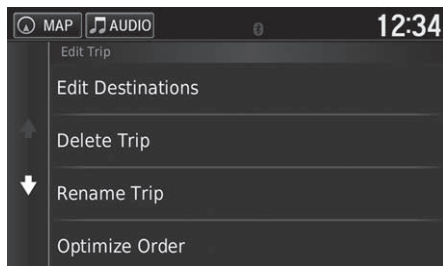 MAP AUDIO 12:34
Edit Trip
Edit Destinations
Delete Trip
Rename Trip
Optimize Order